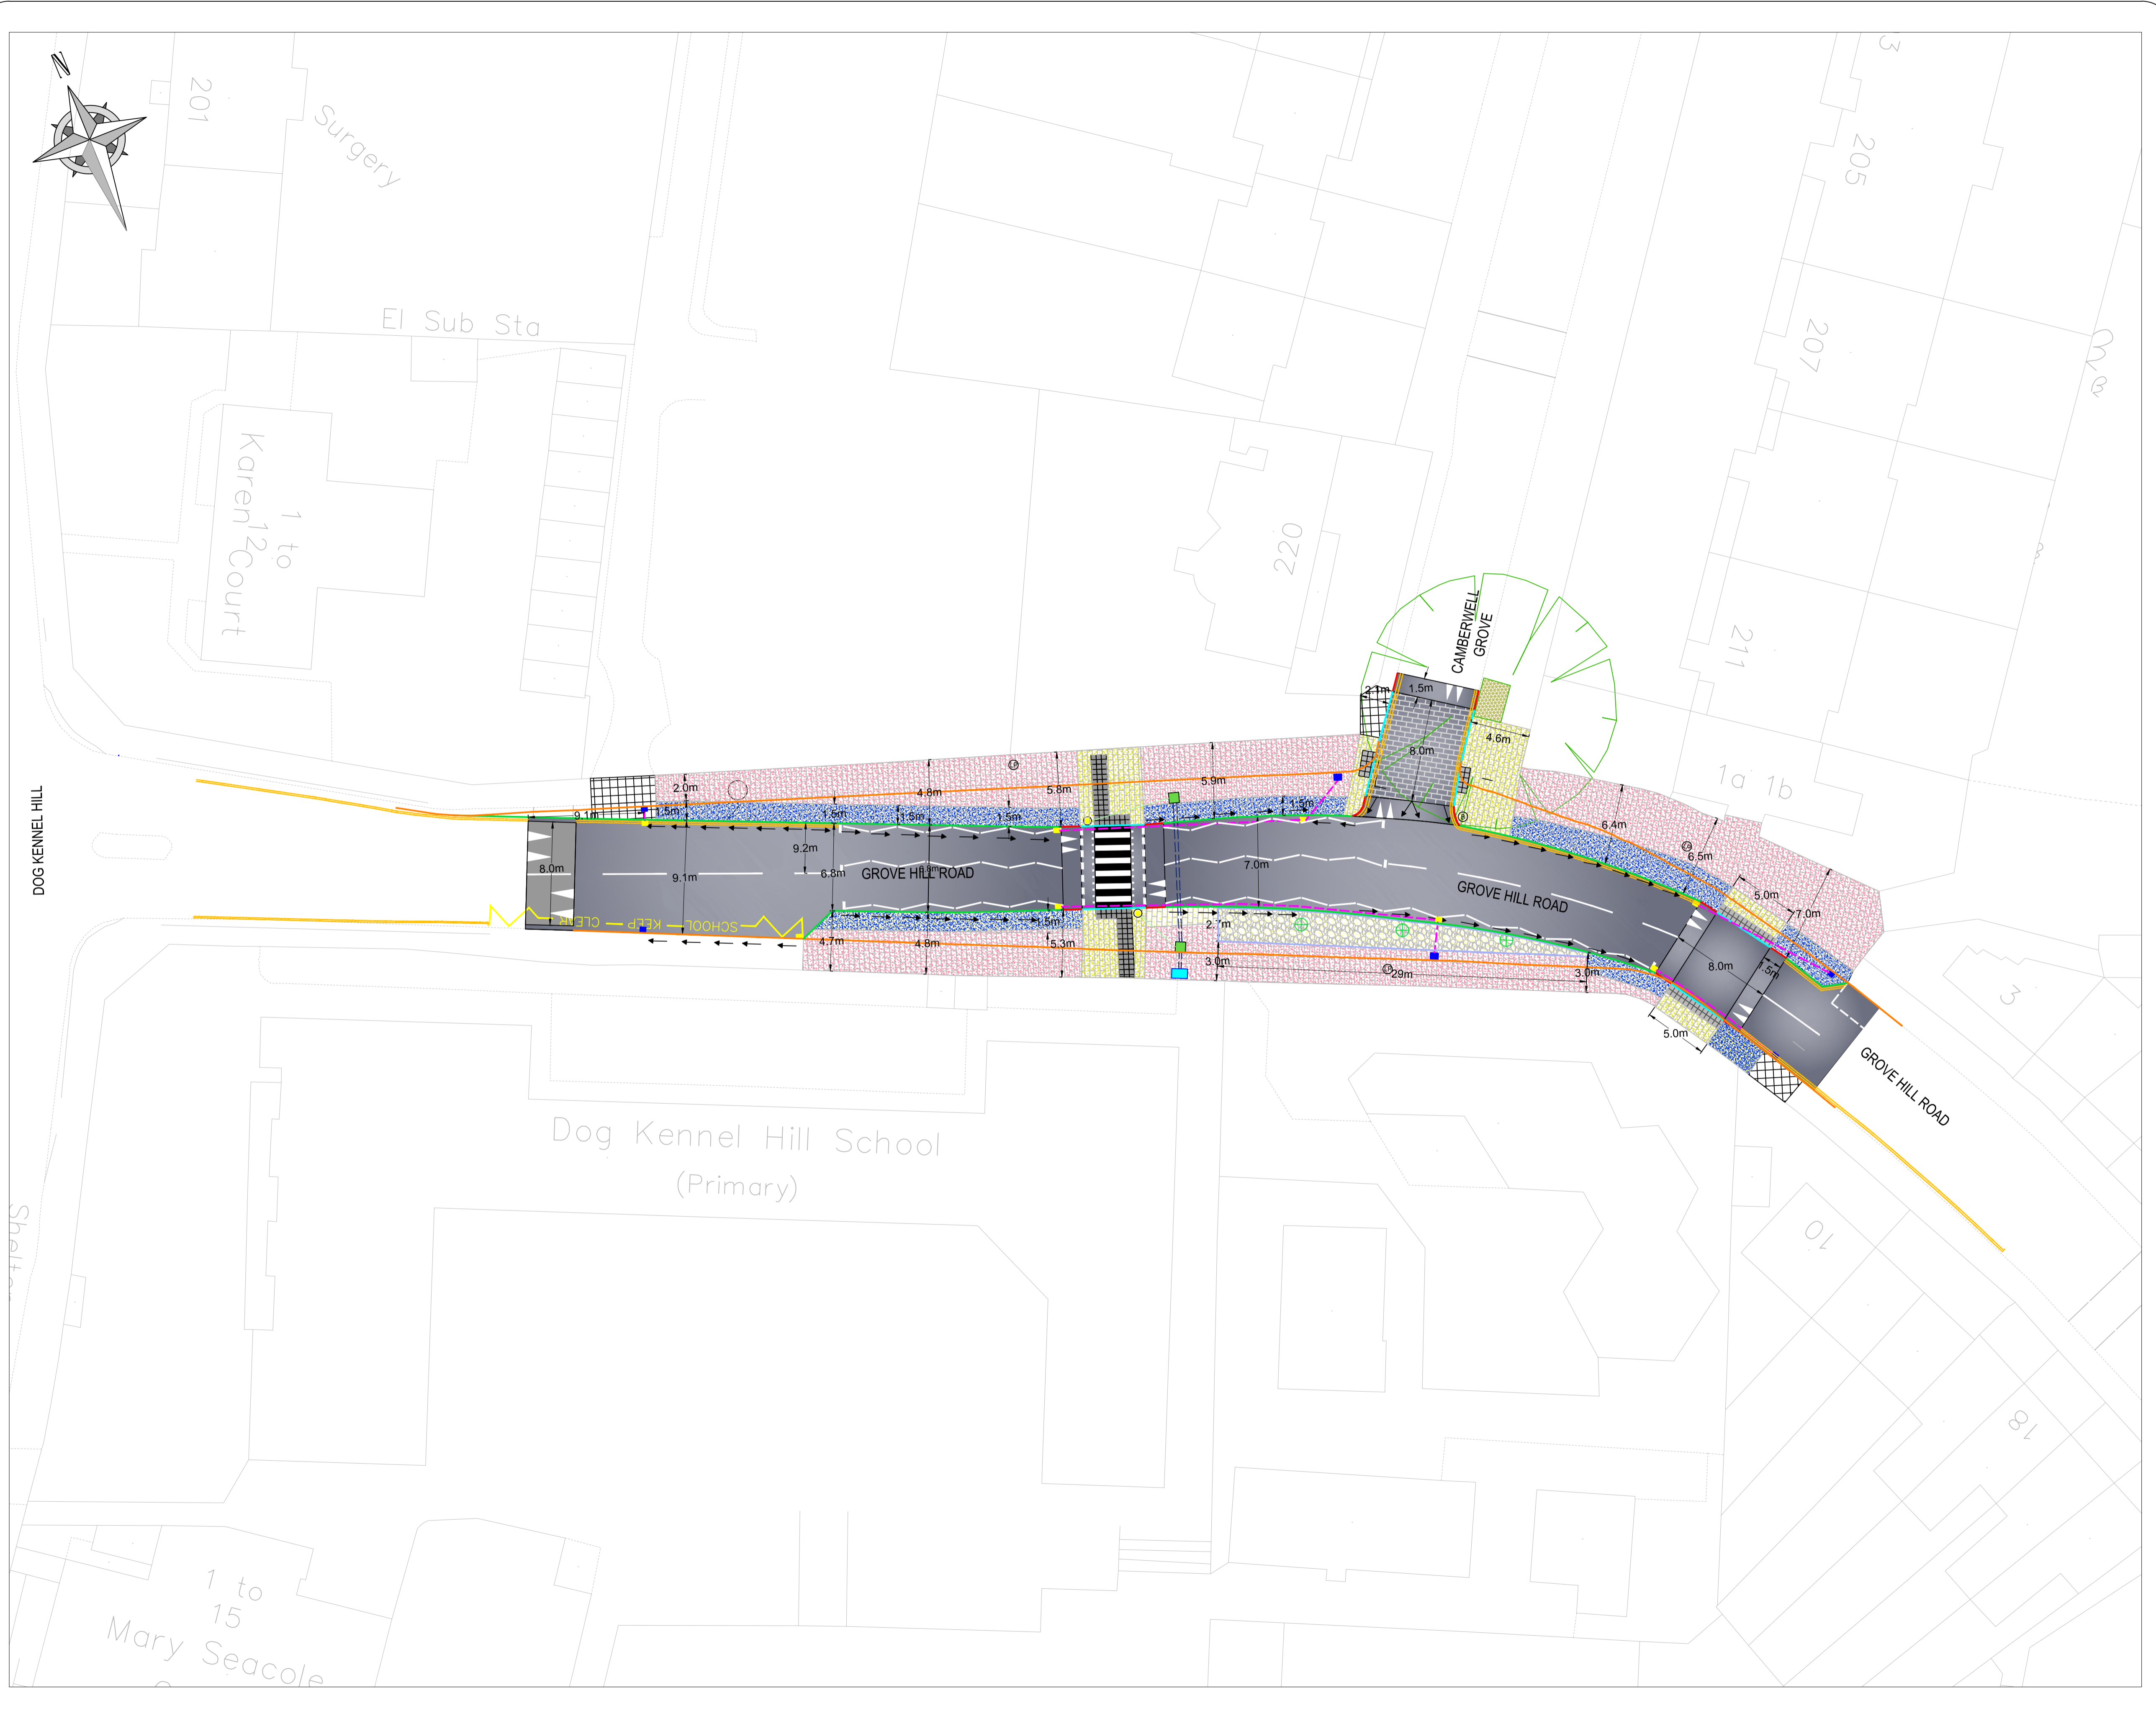 N
201
Surgery
El Sub Sta
1 to
12
Karen Court
3
205
207
211
220
CAMBERWELL
GROVE
2.1m
1.5m
8.0m
4.6m
1a 1b
DOG KENNEL HILL
9.1m
2.0m
1.5m
1.5m
4.8m
1.5m
1.5m
5.8m
5.9m
1.5m
6.4m
6.5m
5.0m
7.0m
8.0m
9.1m
9.2m
6.8m
GROVE HILL ROAD
7.0m
GROVE HILL ROAD
SCHOOL KEEP CLEAR
4.7m
4.8m
1.5m
5.3m
2.7m
3.0m
29m
3.0m
8.0m
1.5m
5.0m
GROVE HILL ROAD
3
Dog Kennel Hill School
(Primary)
10
18
Shelter
1 to
15
Mary Seacole